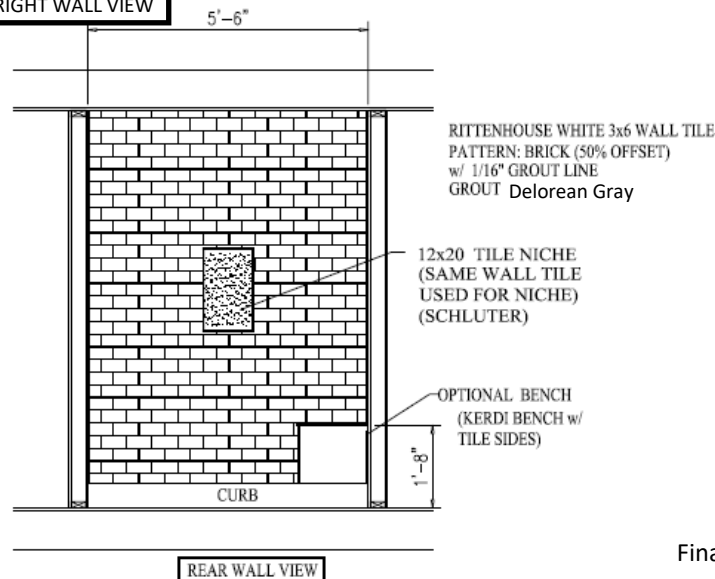 RIGHT WALL VIEW
5'-6"
RITTENHOUSE WHITE 3x6 WALL TILE
PATTERN: BRICK (50% OFFSET)
w/ 1/16" GROUT LINE
GROUT Delorean Gray
12x20 TILE NICHE
(SAME WALL TILE
USED FOR NICHE)
(SCHLUTER)
OPTIONAL BENCH
(KERDI BENCH w/
TILE SIDES)
1'-8"
CURB
REAR WALL VIEW